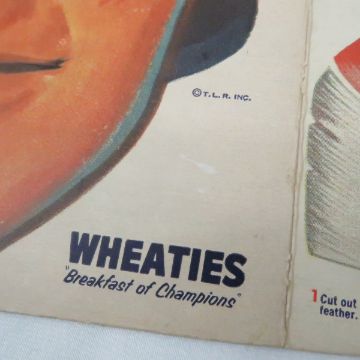 ©T.L.R. INC.
WHEATIES
"Breakfast of Champions"
1 Cut out
feather.